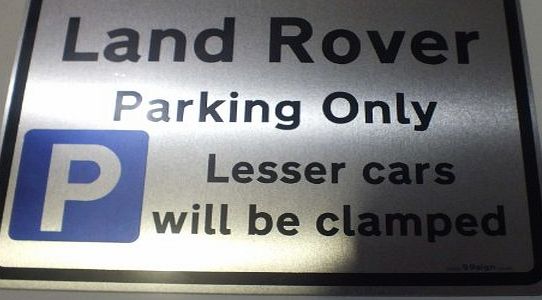 Land Rover
Parking Only
P
Lesser cars
will be clamped